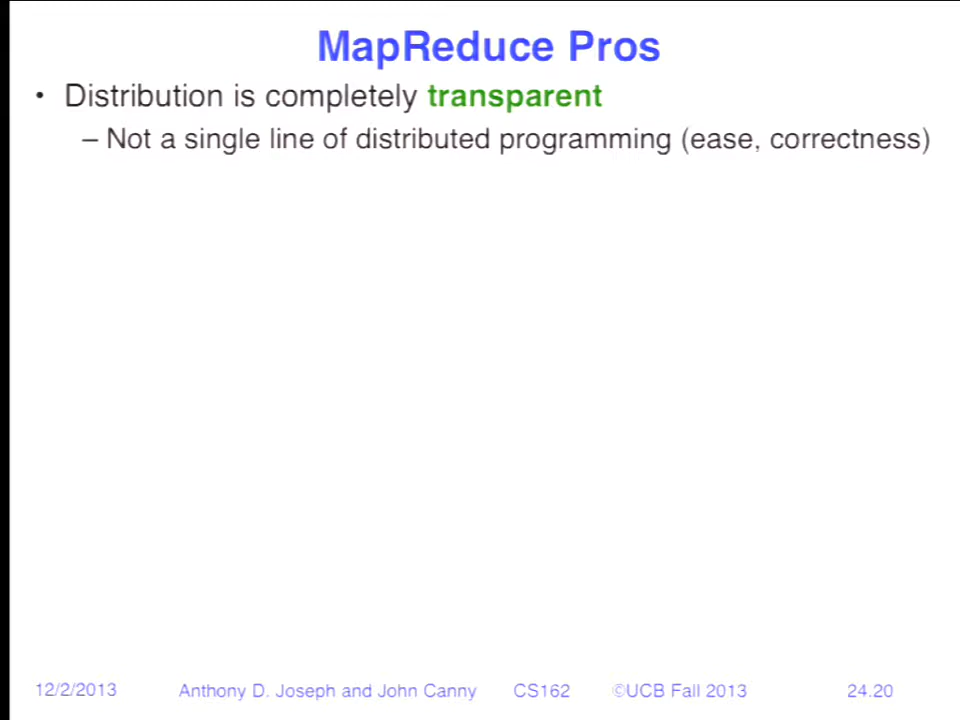 MapReduce Pros
• Distribution is completely transparent
– Not a single line of distributed programming (ease, correctness)
12/2/2013 Anthony D. Joseph and John Canny CS162 ©UCB Fall 2013 24.20